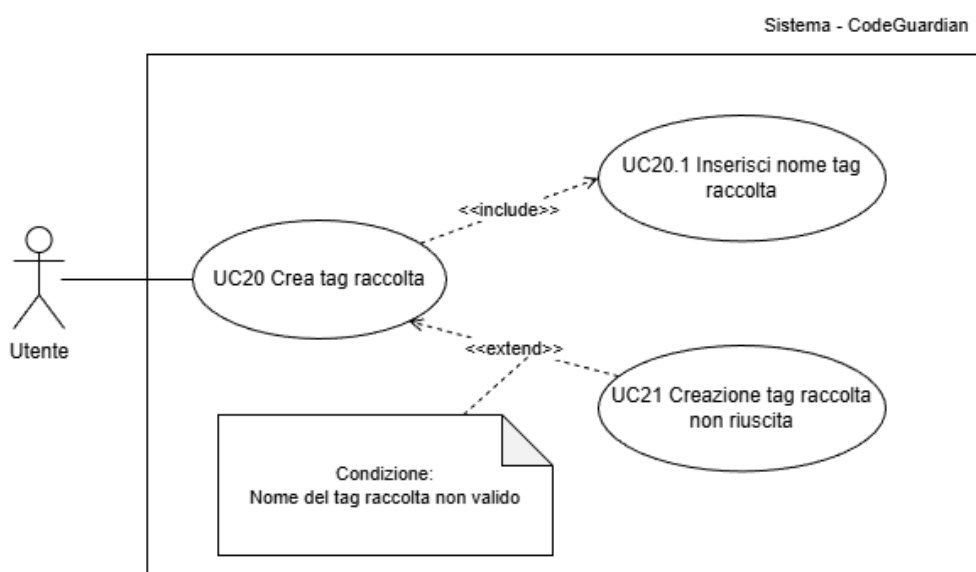 Sistema - CodeGuardian
UC20.1 Inserisci nome tag
raccolta
<<include>>
UC20 Crea tag raccolta
Utente
<<extend>>
UC21 Creazione tag raccolta
non riuscita
Condizione:
Nome del tag raccolta non valido